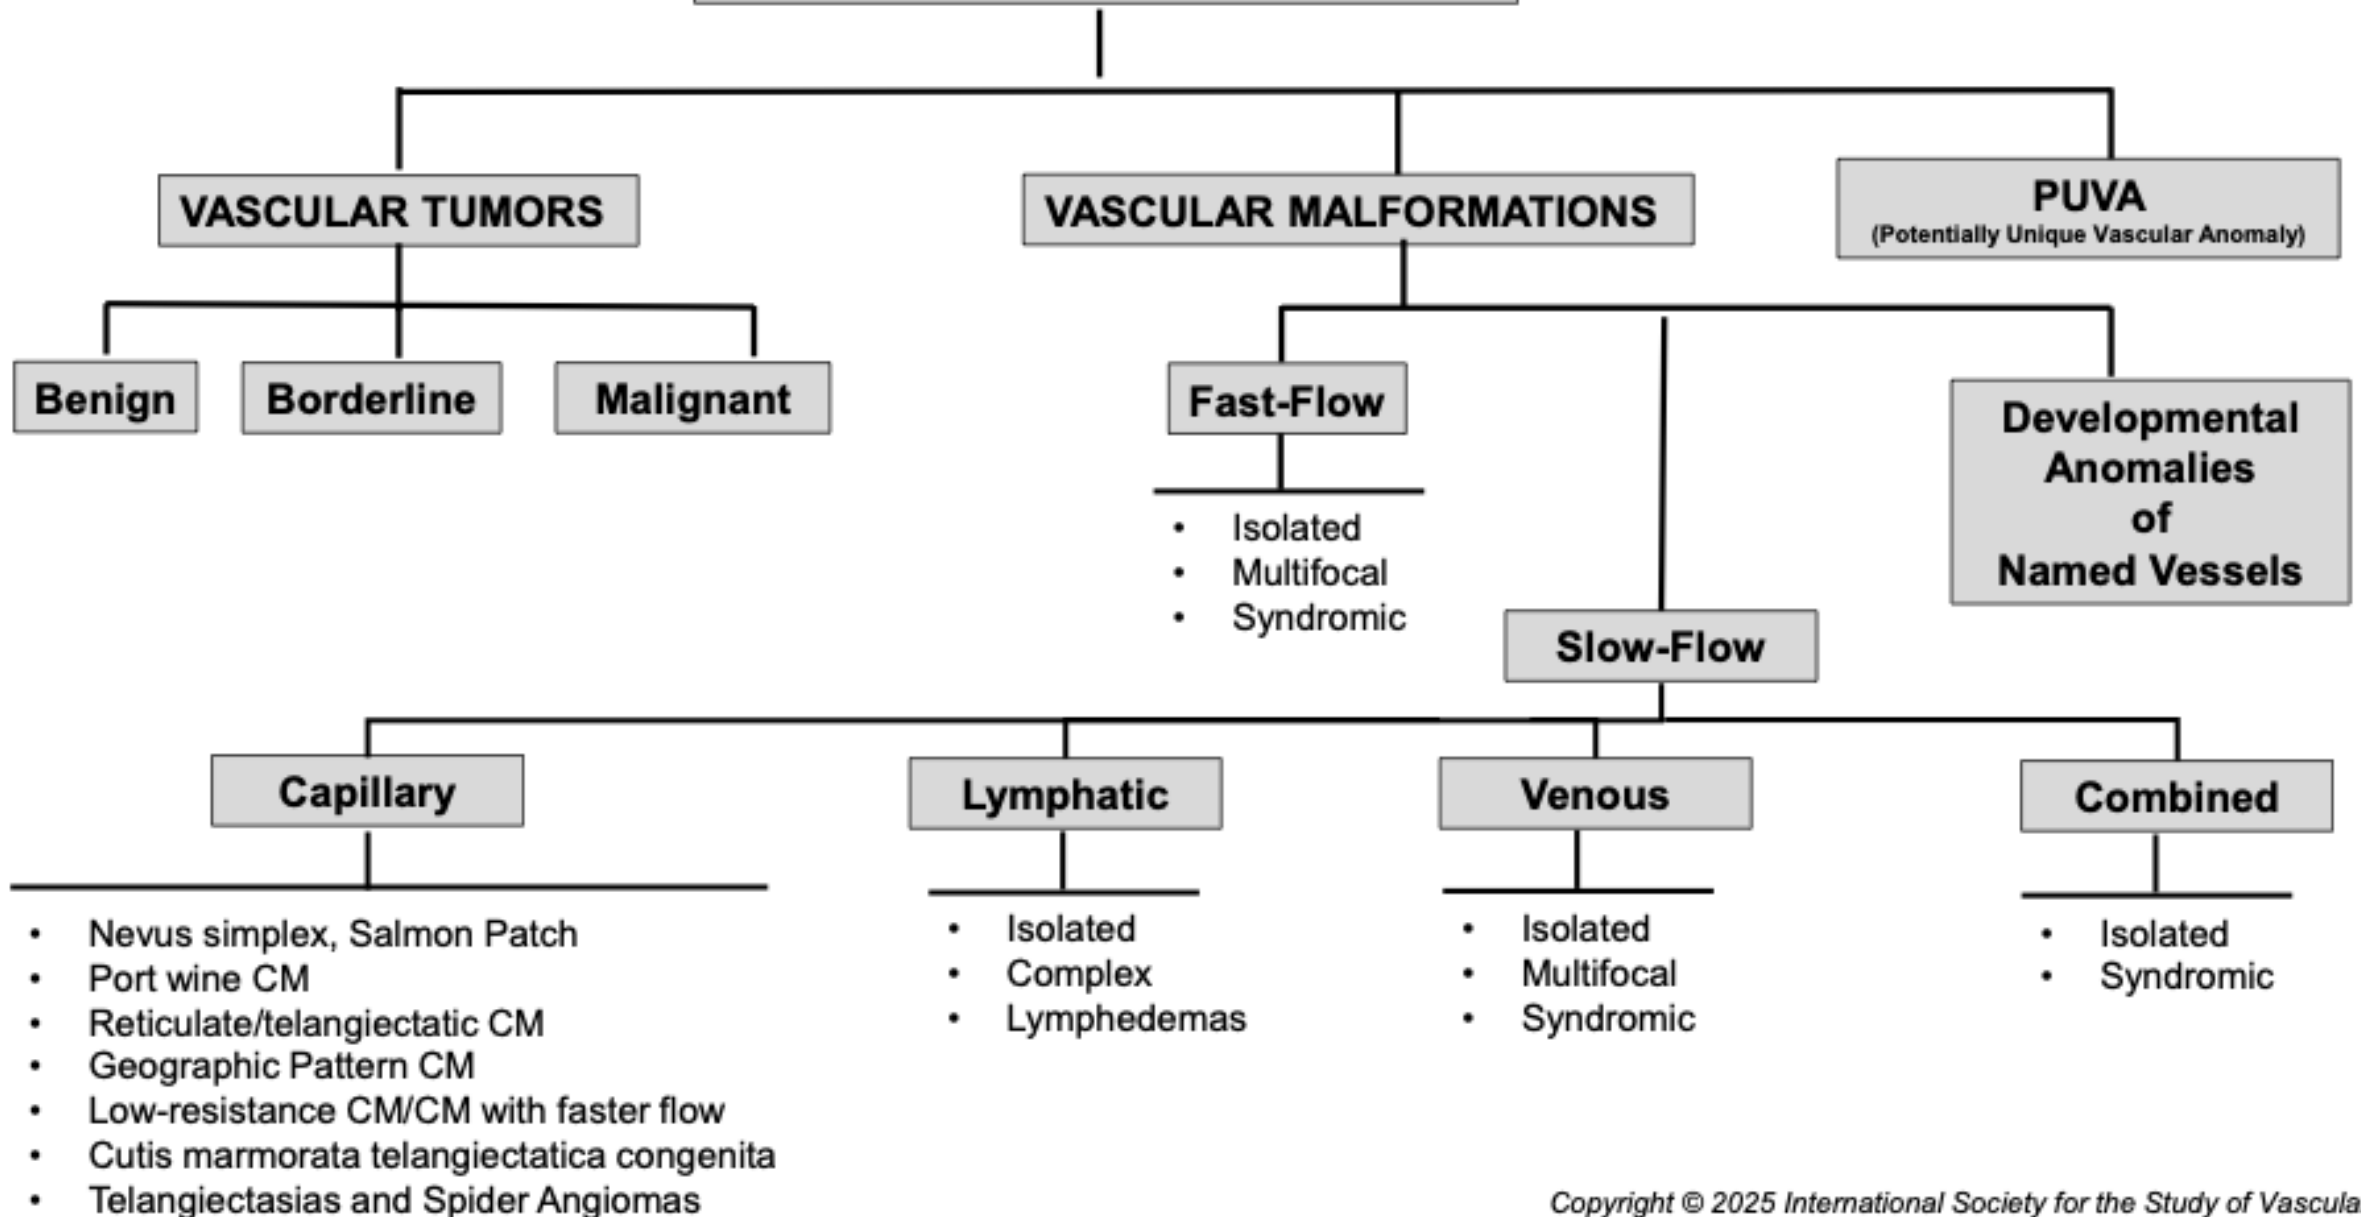 VASCULAR TUMORS
VASCULAR MALFORMATIONS
PUVA
(Potentially Unique Vascular Anomaly)
Benign
Borderline
Malignant
Fast-Flow
• Isolated
• Multifocal
• Syndromic
Developmental
Anomalies
of
Named Vessels
Slow-Flow
Capillary
• Nevus simplex, Salmon Patch
• Port wine CM
• Reticulate/telangiectatic CM
• Geographic Pattern CM
• Low-resistance CM/CM with faster flow
• Cutis marmorata telangiectatica congenita
• Telangiectasias and Spider Angiomas
Lymphatic
• Isolated
• Complex
• Lymphedemas
Venous
• Isolated
• Multifocal
• Syndromic
Combined
• Isolated
• Syndromic
Copyright © 2025 International Society for the Study of Vascula